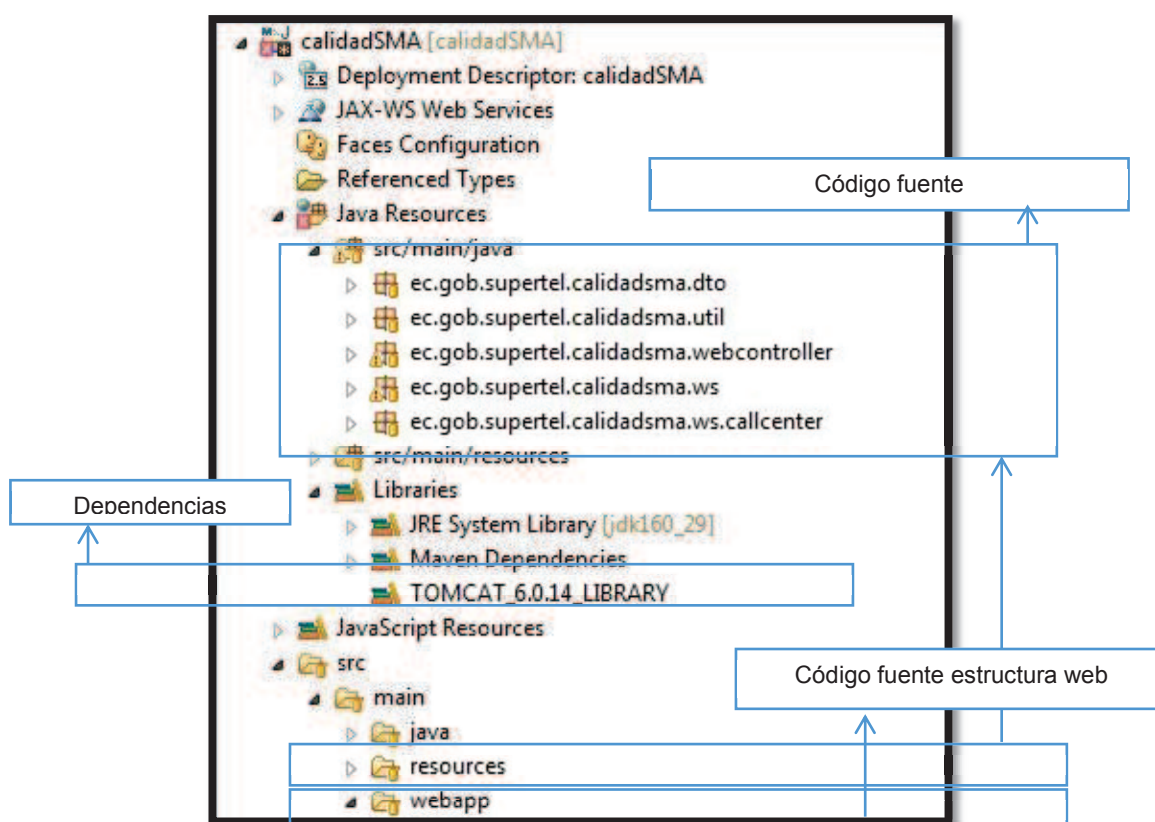 calidadSMA [calidadSMA]
Deployment Descriptor: calidadSMA
JAX-WS Web Services
Faces Configuration
Referenced Types
Código fuente
Java Resources
src/main/java
ec.gob.supertel.calidadsma.dto
ec.gob.supertel.calidadsma.util
ec.gob.supertel.calidadsma.webcontroller
ec.gob.supertel.calidadsma.ws
ec.gob.supertel.calidadsma.ws.callcenter
src/main/resources
Libraries
Dependencias
JRE System Library [jdk160_29]
Maven Dependencies
TOMCAT_6.0.14_LIBRARY
JavaScript Resources
src
Código fuente estructura web
main
java
resources
webapp